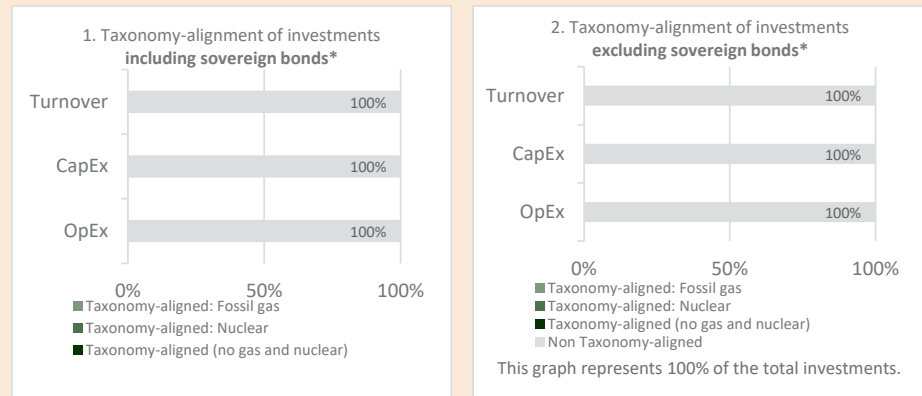 1. Taxonomy-alignment of investments
including sovereign bonds*
Turnover
100%
CapEx
100%
OpEx
100%
0%
50%
100%
Taxonomy-aligned: Fossil gas
Taxonomy-aligned: Nuclear
Taxonomy-aligned (no gas and nuclear)
2. Taxonomy-alignment of investments
excluding sovereign bonds*
Turnover
100%
CapEx
100%
OpEx
100%
0%
50%
100%
Taxonomy-aligned: Fossil gas
Taxonomy-aligned: Nuclear
Taxonomy-aligned (no gas and nuclear)
Non Taxonomy-aligned
This graph represents 100% of the total investments.